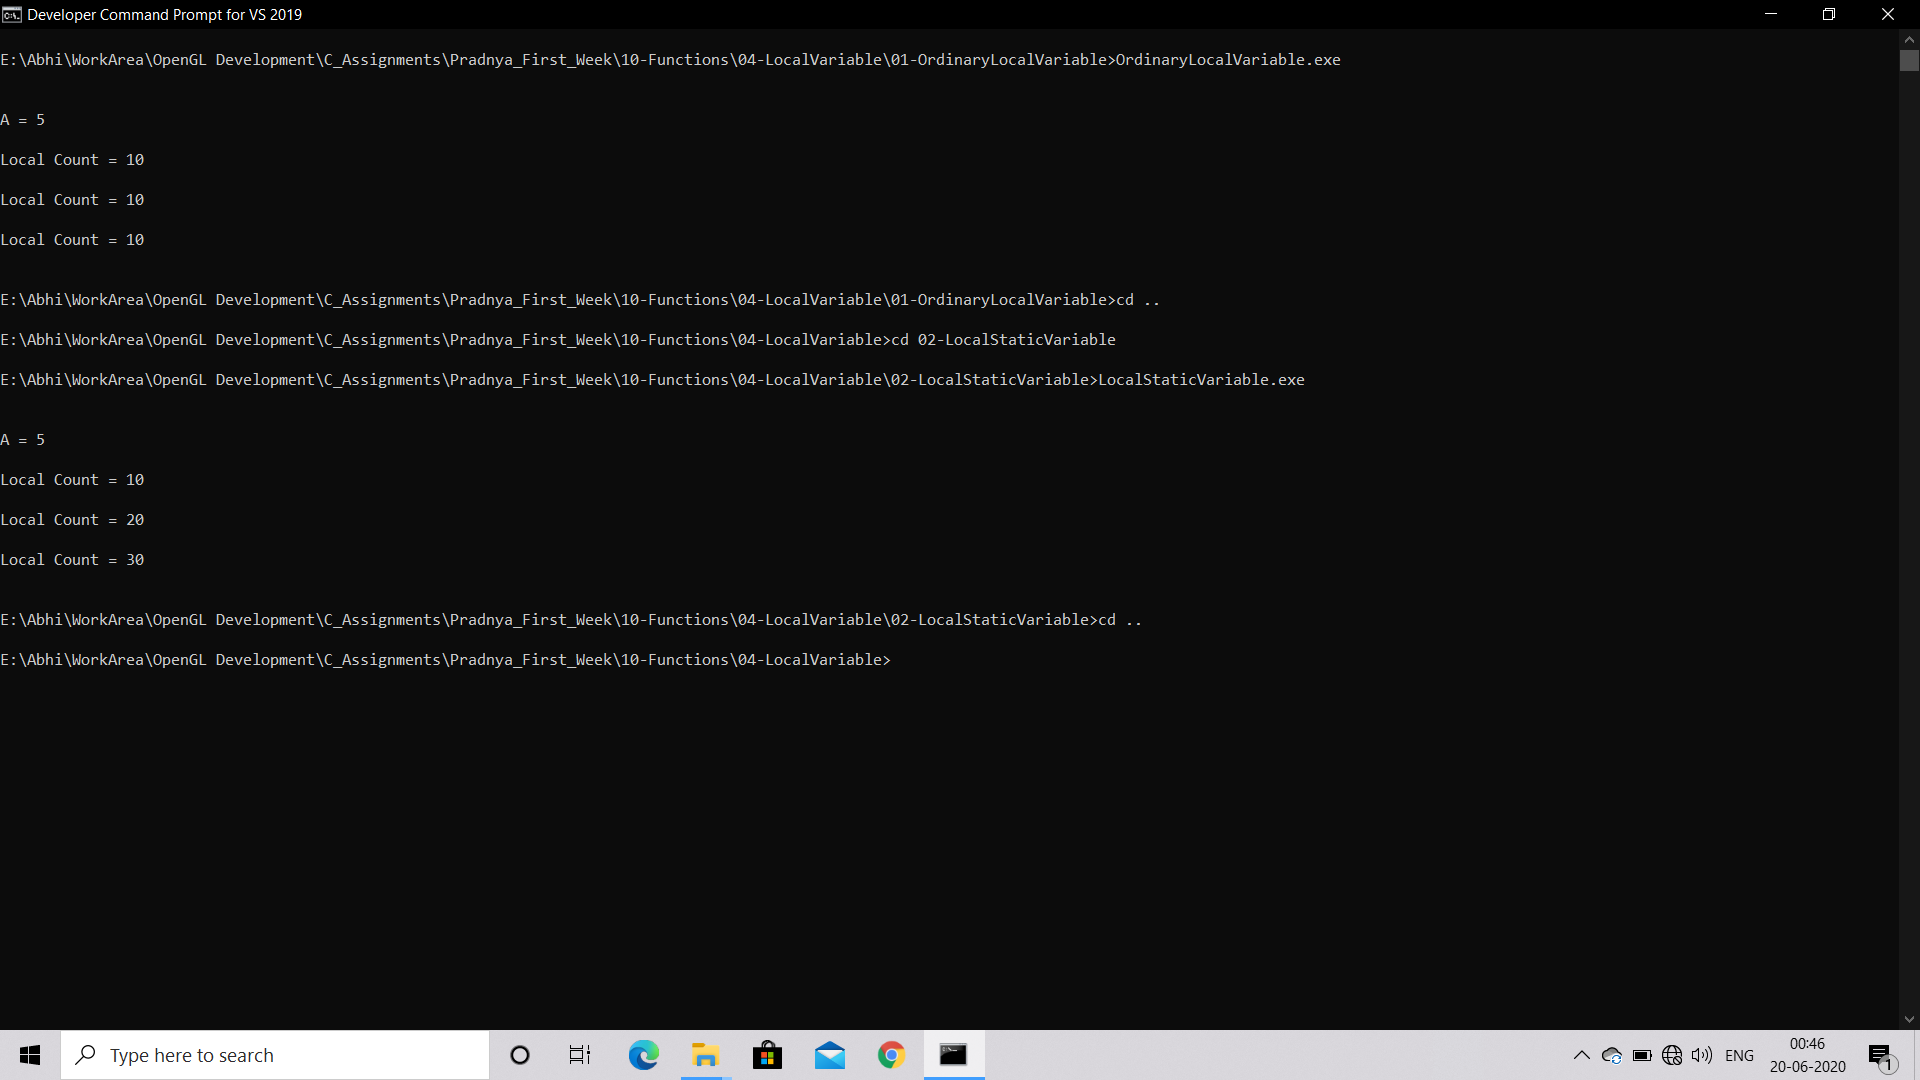 Developer Command Prompt for VS 2019
E:\Abhi\WorkArea\OpenGL Development\C_Assignments\Pradnya_First_Week\10-Functions\04-LocalVariable\01-OrdinaryLocalVariable>OrdinaryLocalVariable.exe
A = 5
Local Count = 10
Local Count = 10
Local Count = 10
E:\Abhi\WorkArea\OpenGL Development\C_Assignments\Pradnya_First_Week\10-Functions\04-LocalVariable\01-OrdinaryLocalVariable>cd ..
E:\Abhi\WorkArea\OpenGL Development\C_Assignments\Pradnya_First_Week\10-Functions\04-LocalVariable>cd 02-LocalStaticVariable
E:\Abhi\WorkArea\OpenGL Development\C_Assignments\Pradnya_First_Week\10-Functions\04-LocalVariable\02-LocalStaticVariable>LocalStaticVariable.exe
A = 5
Local Count = 10
Local Count = 20
Local Count = 30
E:\Abhi\WorkArea\OpenGL Development\C_Assignments\Pradnya_First_Week\10-Functions\04-LocalVariable\02-LocalStaticVariable>cd ..
E:\Abhi\WorkArea\OpenGL Development\C_Assignments\Pradnya_First_Week\10-Functions\04-LocalVariable>
Type here to search
ENG
00:46
20-06-2020
1